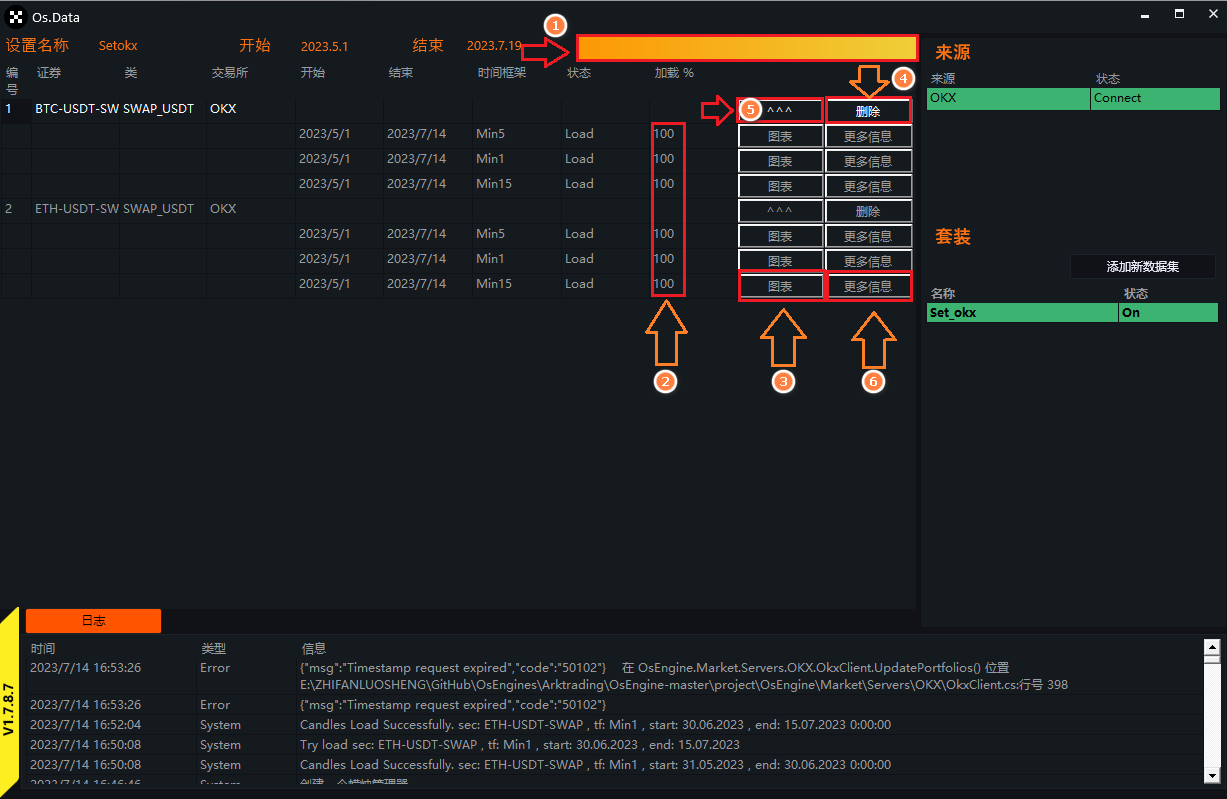 Os.Data
设置名称 Setokx 开始 2023.5.1 结束 2023.7.19 1
编号 证券 类 交易所 开始 结束 时间框架 状态 加载 % 4
1 BTC-USDT-SW SWAP_USDT OKX 5 ^^^ 删除
2023/5/1 2023/7/14 Min5 Load 100 图表 更多信息
2023/5/1 2023/7/14 Min1 Load 100 图表 更多信息
2023/5/1 2023/7/14 Min15 Load 100 图表 更多信息
2 ETH-USDT-SW SWAP_USDT OKX ^^^ 删除
2023/5/1 2023/7/14 Min5 Load 100 图表 更多信息
2023/5/1 2023/7/14 Min1 Load 100 图表 更多信息
2023/5/1 2023/7/14 Min15 Load 100 图表 更多信息
2 3 6
来源
来源 状态
OKX Connect
套装
添加新数据集
名称 状态
Set_okx On
V1.7.8.7
日志
时间 类型 信息
2023/7/14 16:53:26 Error {"msg":"Timestamp request expired","code":"50102"} 在 OsEngine.Market.Servers.OKX.OkxClient.UpdatePortfolios() 位置
E:\ZHIFANLUOSHENG\GitHub\OsEngines\Arktrading\OsEngine-master\project\OsEngine\Market\Servers\OKX\OkxClient.cs:行号 398
2023/7/14 16:53:26 Error {"msg":"Timestamp request expired","code":"50102"}
2023/7/14 16:52:04 System Candles Load Successfully. sec: ETH-USDT-SWAP , tf: Min1 , start: 30.06.2023 , end: 15.07.2023 0:00:00
2023/7/14 16:50:08 System Try load sec: ETH-USDT-SWAP , tf: Min1 , start: 30.06.2023 , end: 15.07.2023
2023/7/14 16:50:08 System Candles Load Successfully. sec: ETH-USDT-SWAP , tf: Min1 , start: 31.05.2023 , end: 30.06.2023 0:00:00
2023/7/14 16:46:46 System